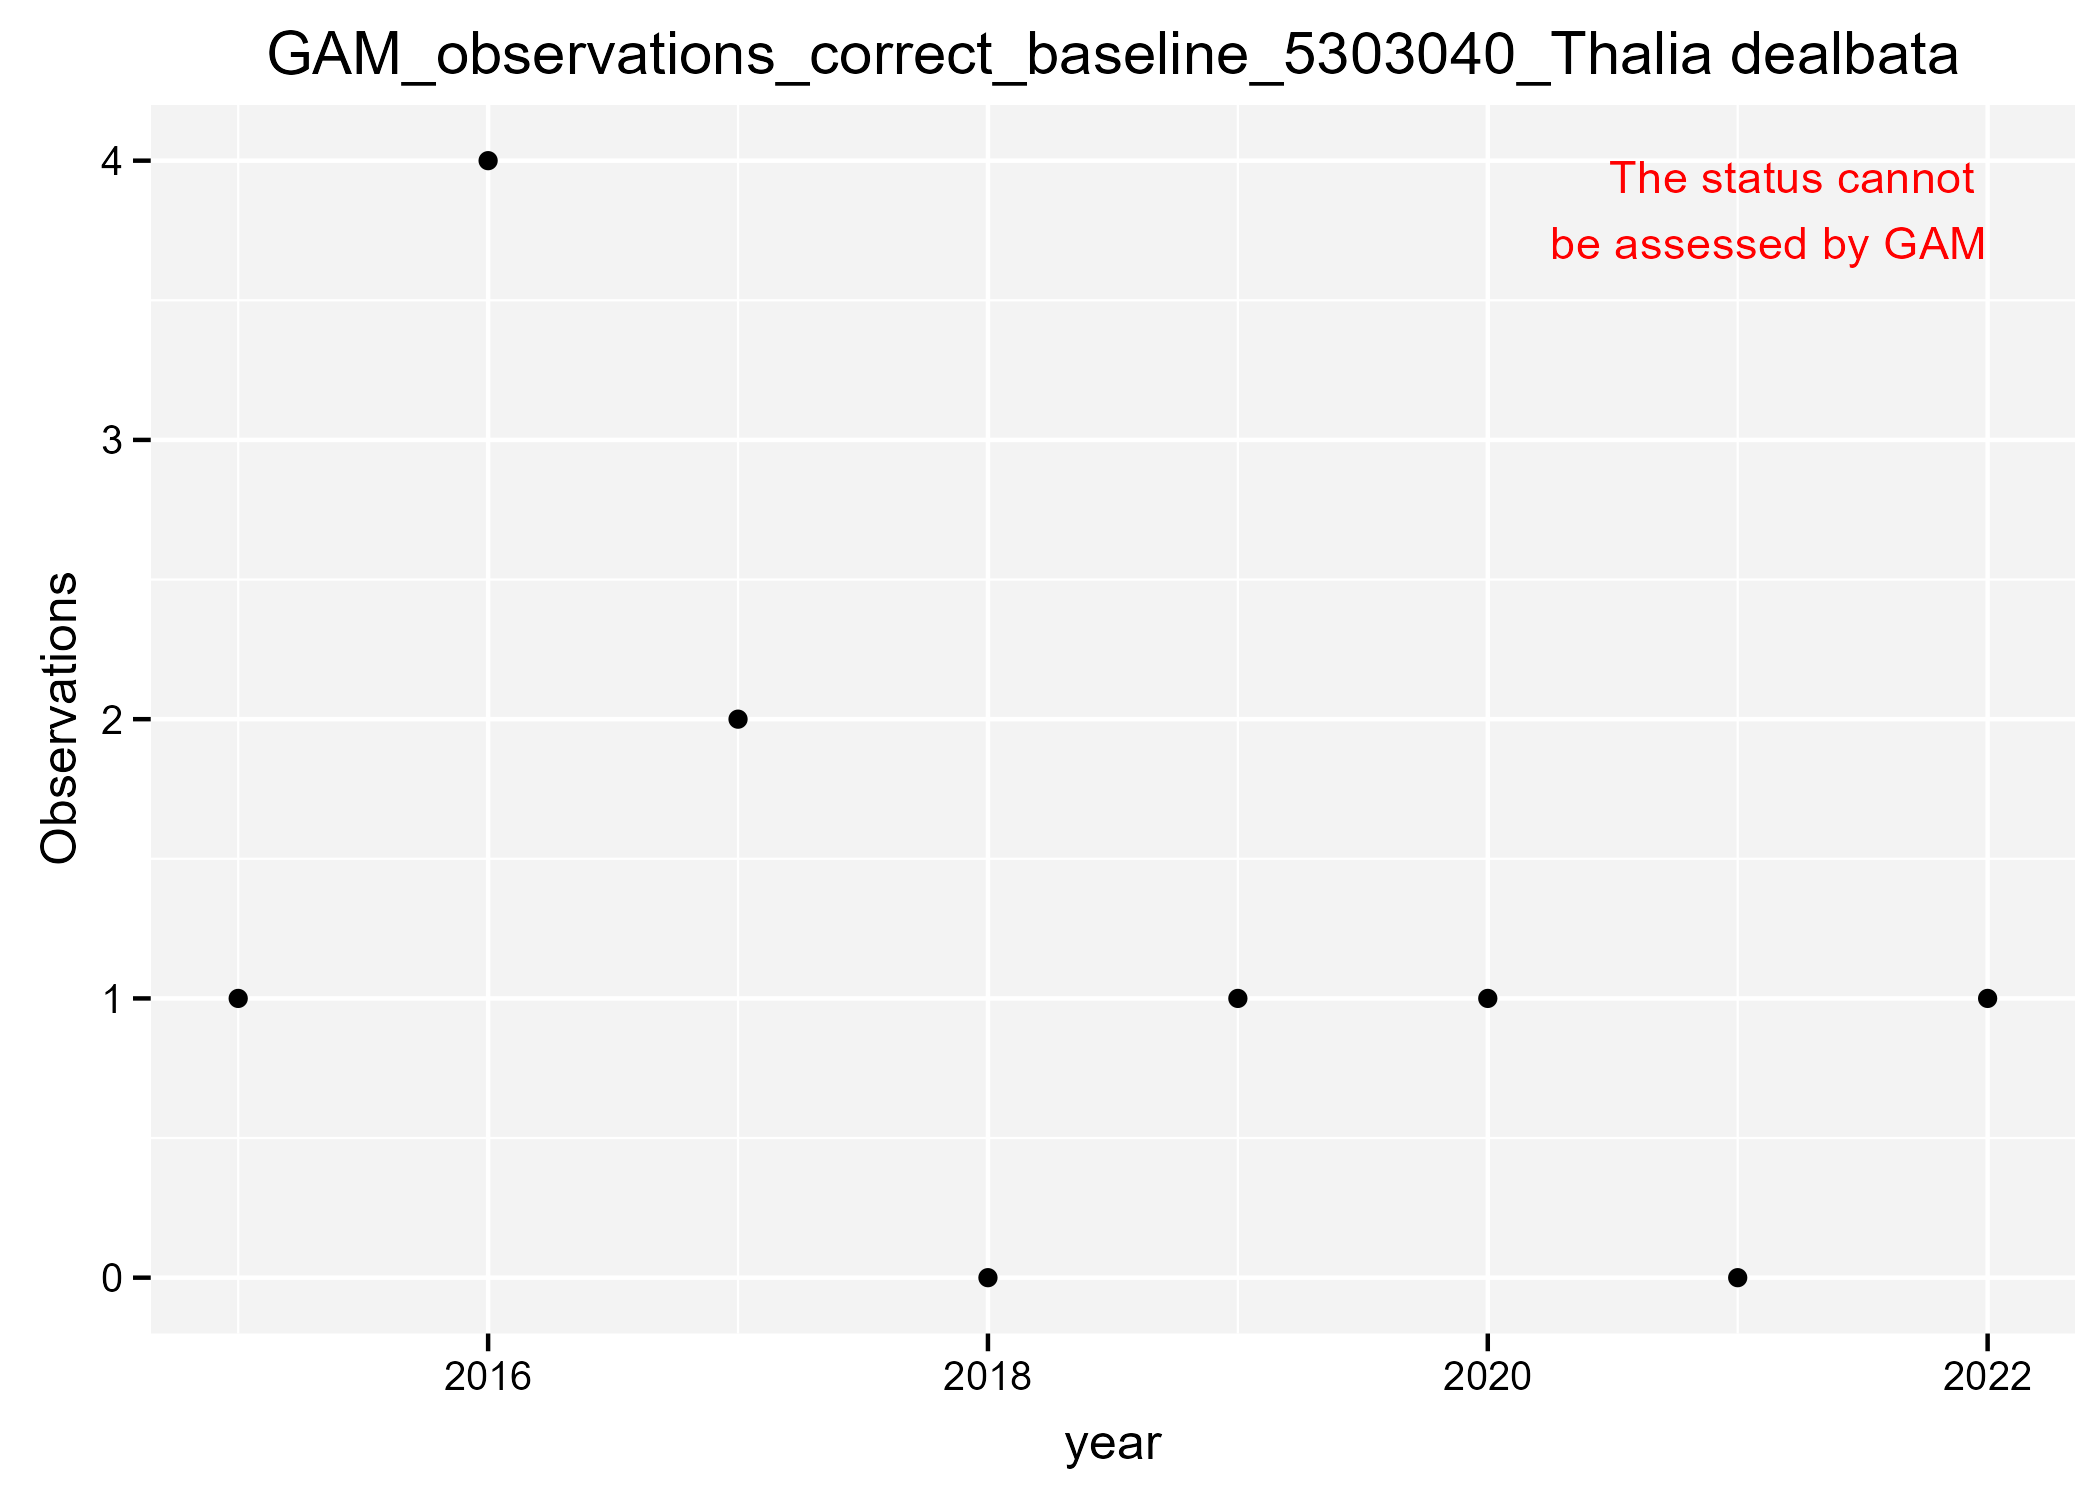 GAM_observations_correct_baseline_5303040_Thalia dealbata
The status cannot
be assessed by GAM
4
3
2
1
0
Observations
2016 2018 2020 2022
year